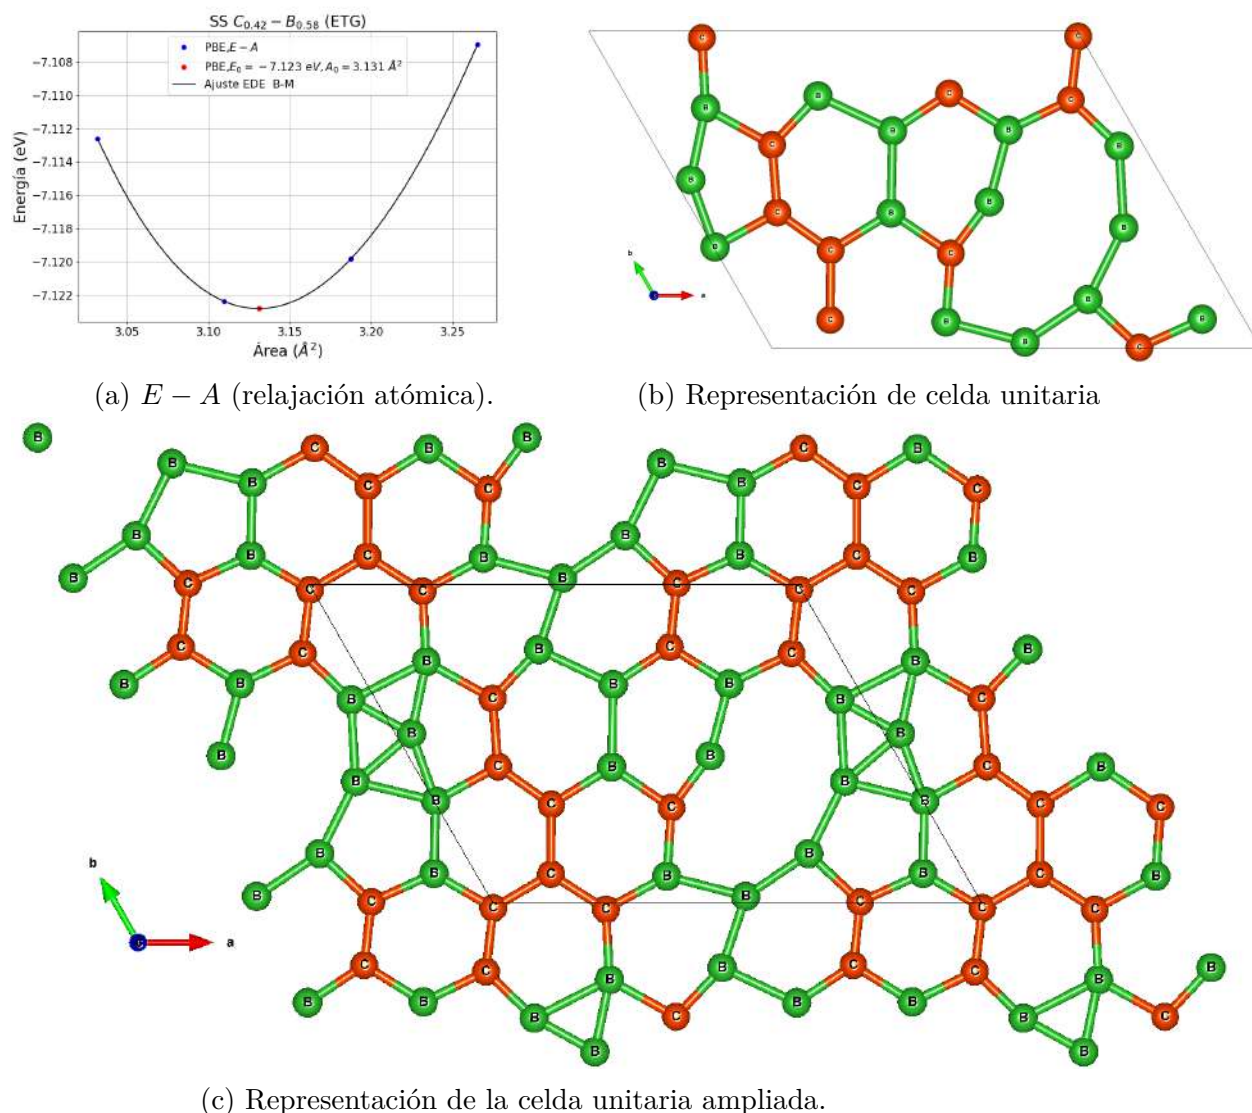 SS C₀.₄₂ − B₀.₅₈ (ETG)
PBE,E − A
PBE,E₀ = −7.123 eV,A₀ = 3.131 Å²
Ajuste EDE B-M
Energía (eV)
−7.108
−7.110
−7.112
−7.114
−7.116
−7.118
−7.120
−7.122
3.05 3.10 3.15 3.20 3.25
Área (Å²)
b
a
(a) E − A (relajación atómica).
(b) Representación de celda unitaria
b
a
(c) Representación de la celda unitaria ampliada.